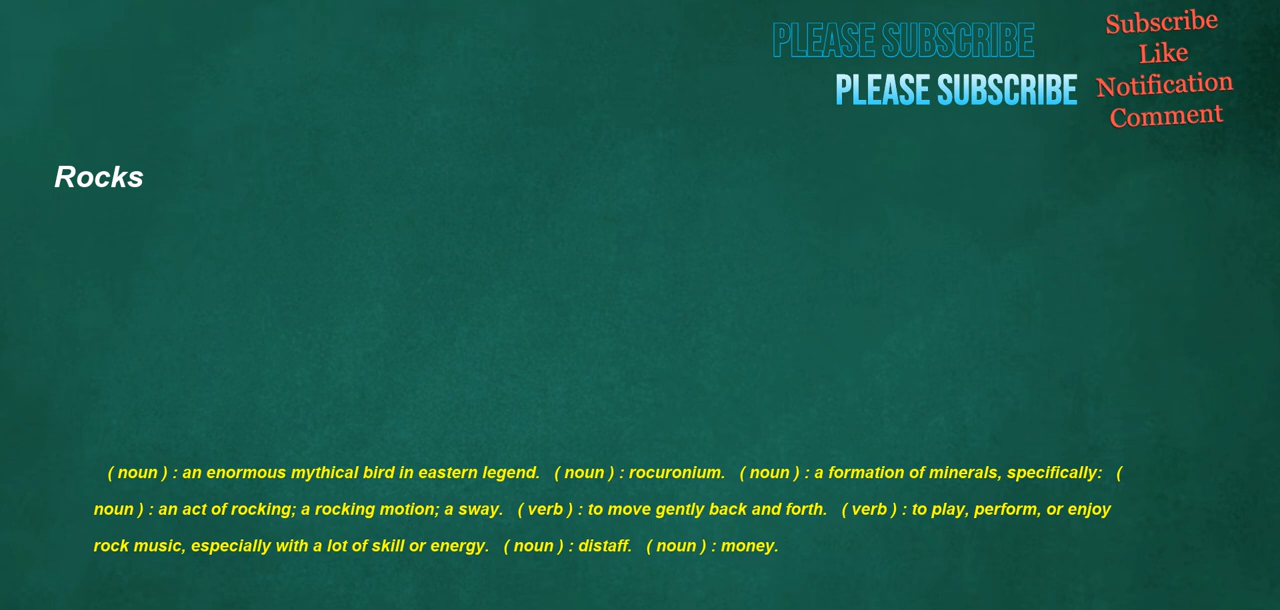 PLEASE SUBSCRIBE
PLEASE SUBSCRIBE
Subscribe
Like
Notification
Comment
Rocks
( noun ) : an enormous mythical bird in eastern legend. ( noun ) : rocuronium. ( noun ) : a formation of minerals, specifically: (
noun ) : an act of rocking; a rocking motion; a sway. ( verb ) : to move gently back and forth. ( verb ) : to play, perform, or enjoy
rock music, especially with a lot of skill or energy. ( noun ) : distaff. ( noun ) : money.